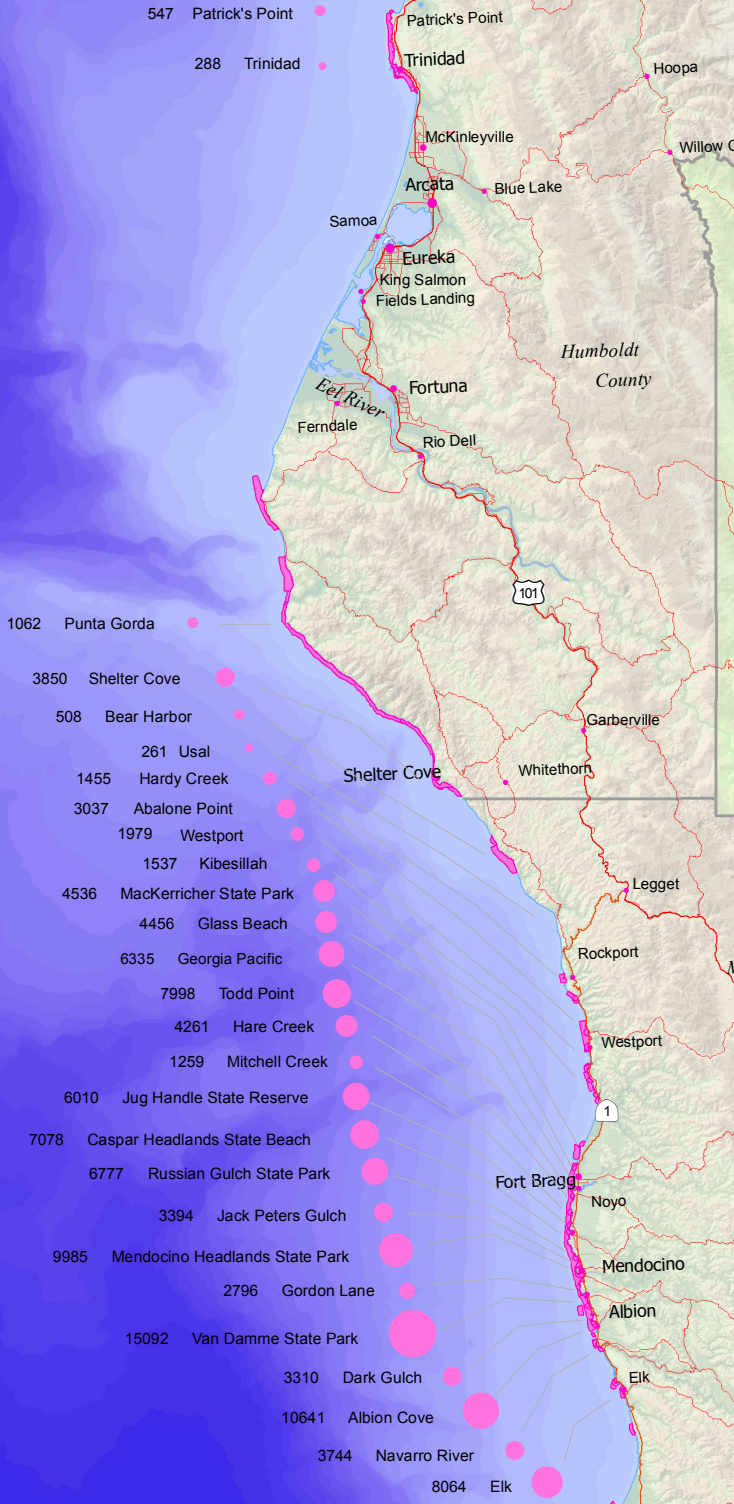 547 Patrick's Point
Patrick's Point
288 Trinidad
Trinidad
Hoopa
McKinleyville
Willow C
Arcata
Blue Lake
Samoa
Eureka
King Salmon
Fields Landing
Humboldt
County
Fortuna
Eel River
Ferndale
Rio Dell
101
1062 Punta Gorda
3850 Shelter Cove
508 Bear Harbor
Garberville
261 Usal
Shelter Cove
Whitethorn
1455 Hardy Creek
3037 Abalone Point
1979 Westport
1537 Kibesillah
4536 MacKerricher State Park
Legget
4456 Glass Beach
6335 Georgia Pacific
Rockport
M
7998 Todd Point
4261 Hare Creek
Westport
1259 Mitchell Creek
6010 Jug Handle State Reserve
1
7078 Caspar Headlands State Beach
6777 Russian Gulch State Park
Fort Bragg
Noyo
3394 Jack Peters Gulch
9985 Mendocino Headlands State Park
Mendocino
2796 Gordon Lane
Albion
15092 Van Damme State Park
3310 Dark Gulch
Elk
10641 Albion Cove
3744 Navarro River
8064 Elk